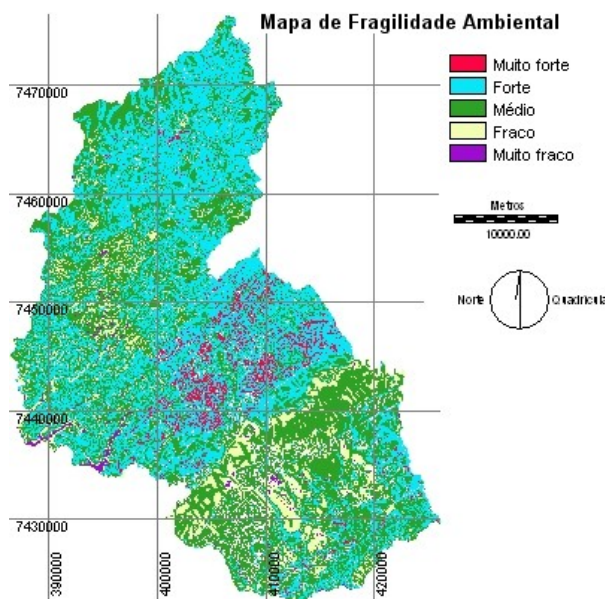 Mapa de Fragilidade Ambiental
Muito forte
Forte
Médio
Fraco
Muito fraco
Metros
10000.00
Norte
Quadrícula
7470000
7460000
7450000
7440000
7430000
390000
400000
410000
420000